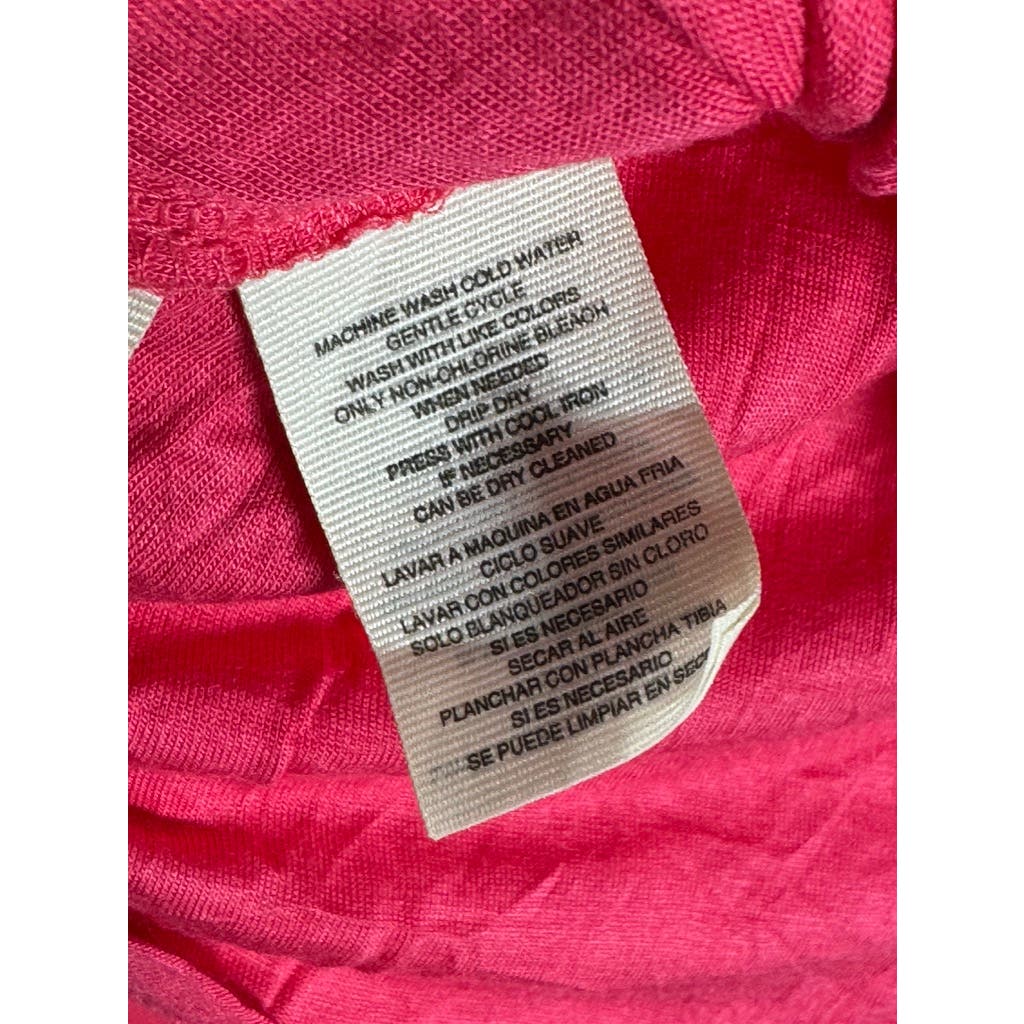 MACHINE WASH COLD WATER
GENTLE CYCLE
WASH WITH LIKE COLORS
ONLY NON-CHLORINE BLEACH
WHEN NEEDED
DRIP DRY
PRESS WITH COOL IRON
IF NECESSARY
CAN BE DRY CLEANED
LAVAR A MAQUINA EN AGUA FRIA
CICLO SUAVE
LAVAR CON COLORES SIMILARES
SOLO BLANQUEADOR SIN CLORO
SI ES NECESARIO
SECAR AL AIRE
PLANCHAR CON PLANCHA TIBIA
SI ES NECESARIO
SE PUEDE LIMPIAR EN